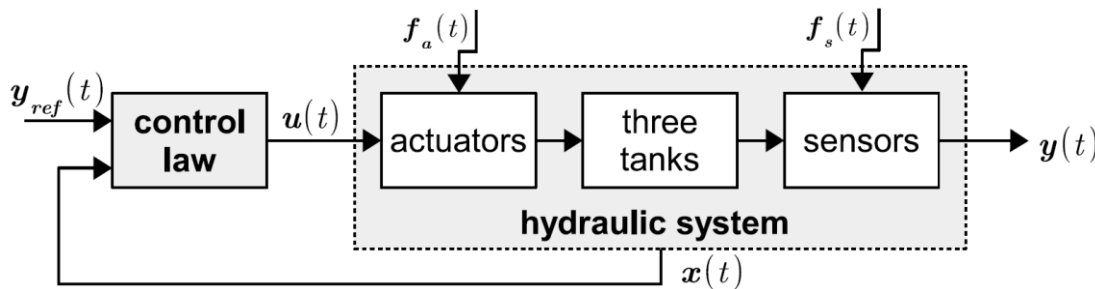 f_a(t)
f_s(t)
y_ref(t)
control
law
u(t)
actuators
three
tanks
sensors
y(t)
hydraulic system
x(t)